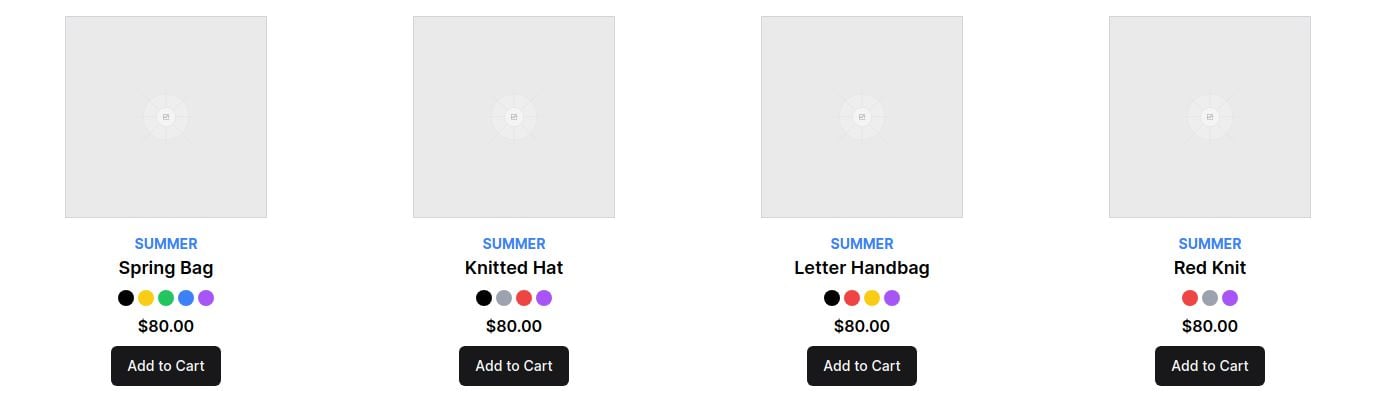 SUMMER
Spring Bag
$80.00
Add to Cart
SUMMER
Knitted Hat
$80.00
Add to Cart
SUMMER
Letter Handbag
$80.00
Add to Cart
SUMMER
Red Knit
$80.00
Add to Cart